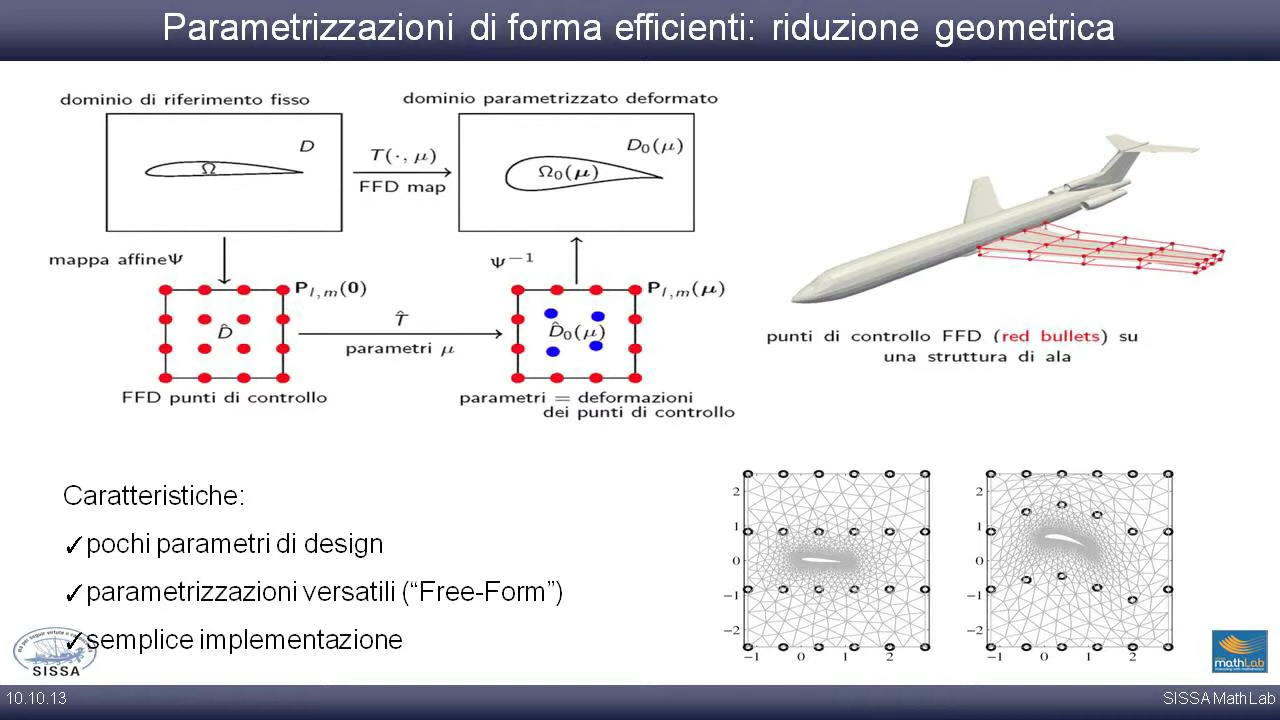 Parametrizzazioni di forma efficienti: riduzione geometrica
dominio di riferimento fisso
dominio parametrizzato deformato
D
Ω
T(·, μ)
FFD map
D₀(μ)
Ω₀(μ)
mappa affineΨ
Ψ⁻¹
P_{l,m}(0)
D̂
T̂
parametri μ
P_{l,m}(μ)
D̂₀(μ)
FFD punti di controllo
parametri = deformazioni
dei punti di controllo
punti di controllo FFD (red bullets) su
una struttura di ala
Caratteristiche:
✓pochi parametri di design
✓parametrizzazioni versatili (“Free-Form”)
✓semplice implementazione
2
1
0
−1
−2
−1 0 1 2
2
1
0
−1
−2
−1 0 1 2
SISSA
mathLab
10.10.13
SISSA MathLab